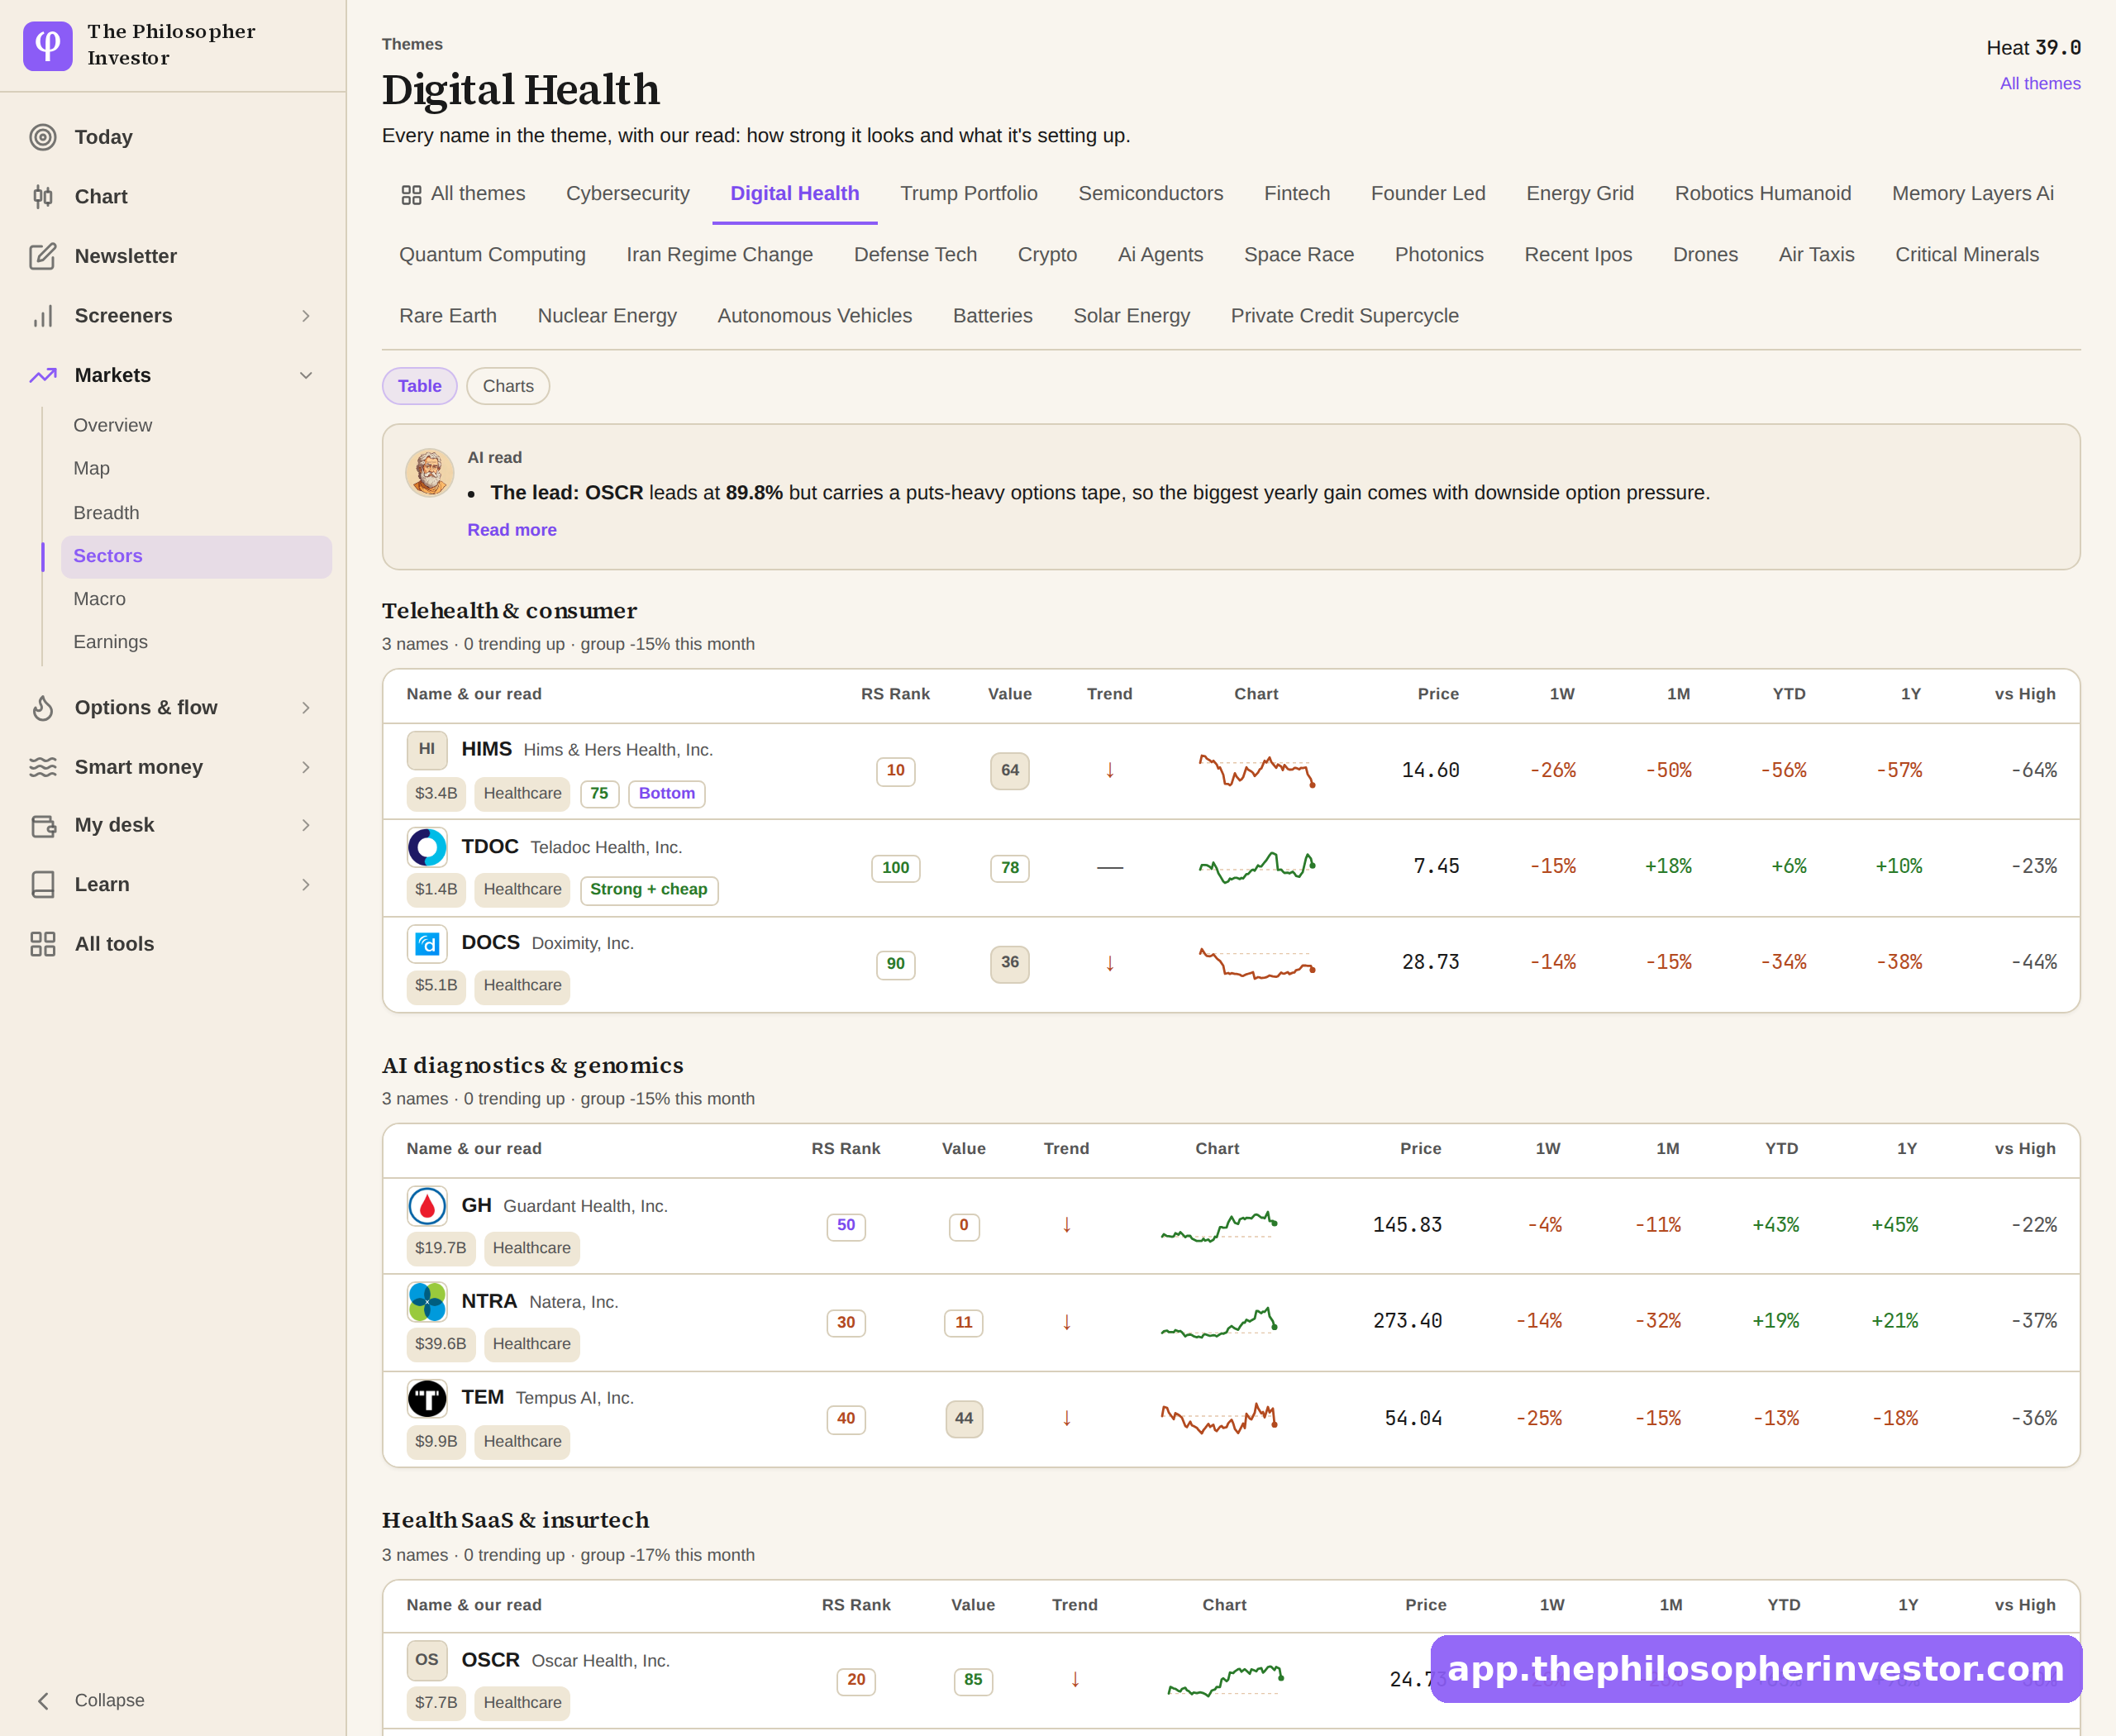 φ The Philosopher
Investor
Today
Chart
Newsletter
Screeners
Markets
Overview
Map
Breadth
Sectors
Macro
Earnings
Options & flow
Smart money
My desk
Learn
All tools
Collapse
Themes
Digital Health
Every name in the theme, with our read: how strong it looks and what it's setting up.
Heat 39.0
All themes
All themes Cybersecurity Digital Health Trump Portfolio Semiconductors Fintech Founder Led Energy Grid Robotics Humanoid Memory Layers Ai
Quantum Computing Iran Regime Change Defense Tech Crypto Ai Agents Space Race Photonics Recent Ipos Drones Air Taxis Critical Minerals
Rare Earth Nuclear Energy Autonomous Vehicles Batteries Solar Energy Private Credit Supercycle
Table Charts
AI read
• The lead: OSCR leads at 89.8% but carries a puts-heavy options tape, so the biggest yearly gain comes with downside option pressure.
Read more
Telehealth & consumer
3 names · 0 trending up · group -15% this month
Name & our read RS Rank Value Trend Chart Price 1W 1M YTD 1Y vs High
HI HIMS Hims & Hers Health, Inc.
$3.4B Healthcare 75 Bottom
10 64 ↓ 14.60 -26% -50% -56% -57% -64%
TDOC Teladoc Health, Inc.
$1.4B Healthcare Strong + cheap
100 78 — 7.45 -15% +18% +6% +10% -23%
d DOCS Doximity, Inc.
$5.1B Healthcare
90 36 ↓ 28.73 -14% -15% -34% -38% -44%
AI diagnostics & genomics
3 names · 0 trending up · group -15% this month
Name & our read RS Rank Value Trend Chart Price 1W 1M YTD 1Y vs High
GH Guardant Health, Inc.
$19.7B Healthcare
50 0 ↓ 145.83 -4% -11% +43% +45% -22%
NTRA Natera, Inc.
$39.6B Healthcare
30 11 ↓ 273.40 -14% -32% +19% +21% -37%
T TEM Tempus AI, Inc.
$9.9B Healthcare
40 44 ↓ 54.04 -25% -15% -13% -18% -36%
Health SaaS & insurtech
3 names · 0 trending up · group -17% this month
Name & our read RS Rank Value Trend Chart Price 1W 1M YTD 1Y vs High
OS OSCR Oscar Health, Inc.
$7.7B Healthcare
20 85 ↓
app.thephilosopherinvestor.com